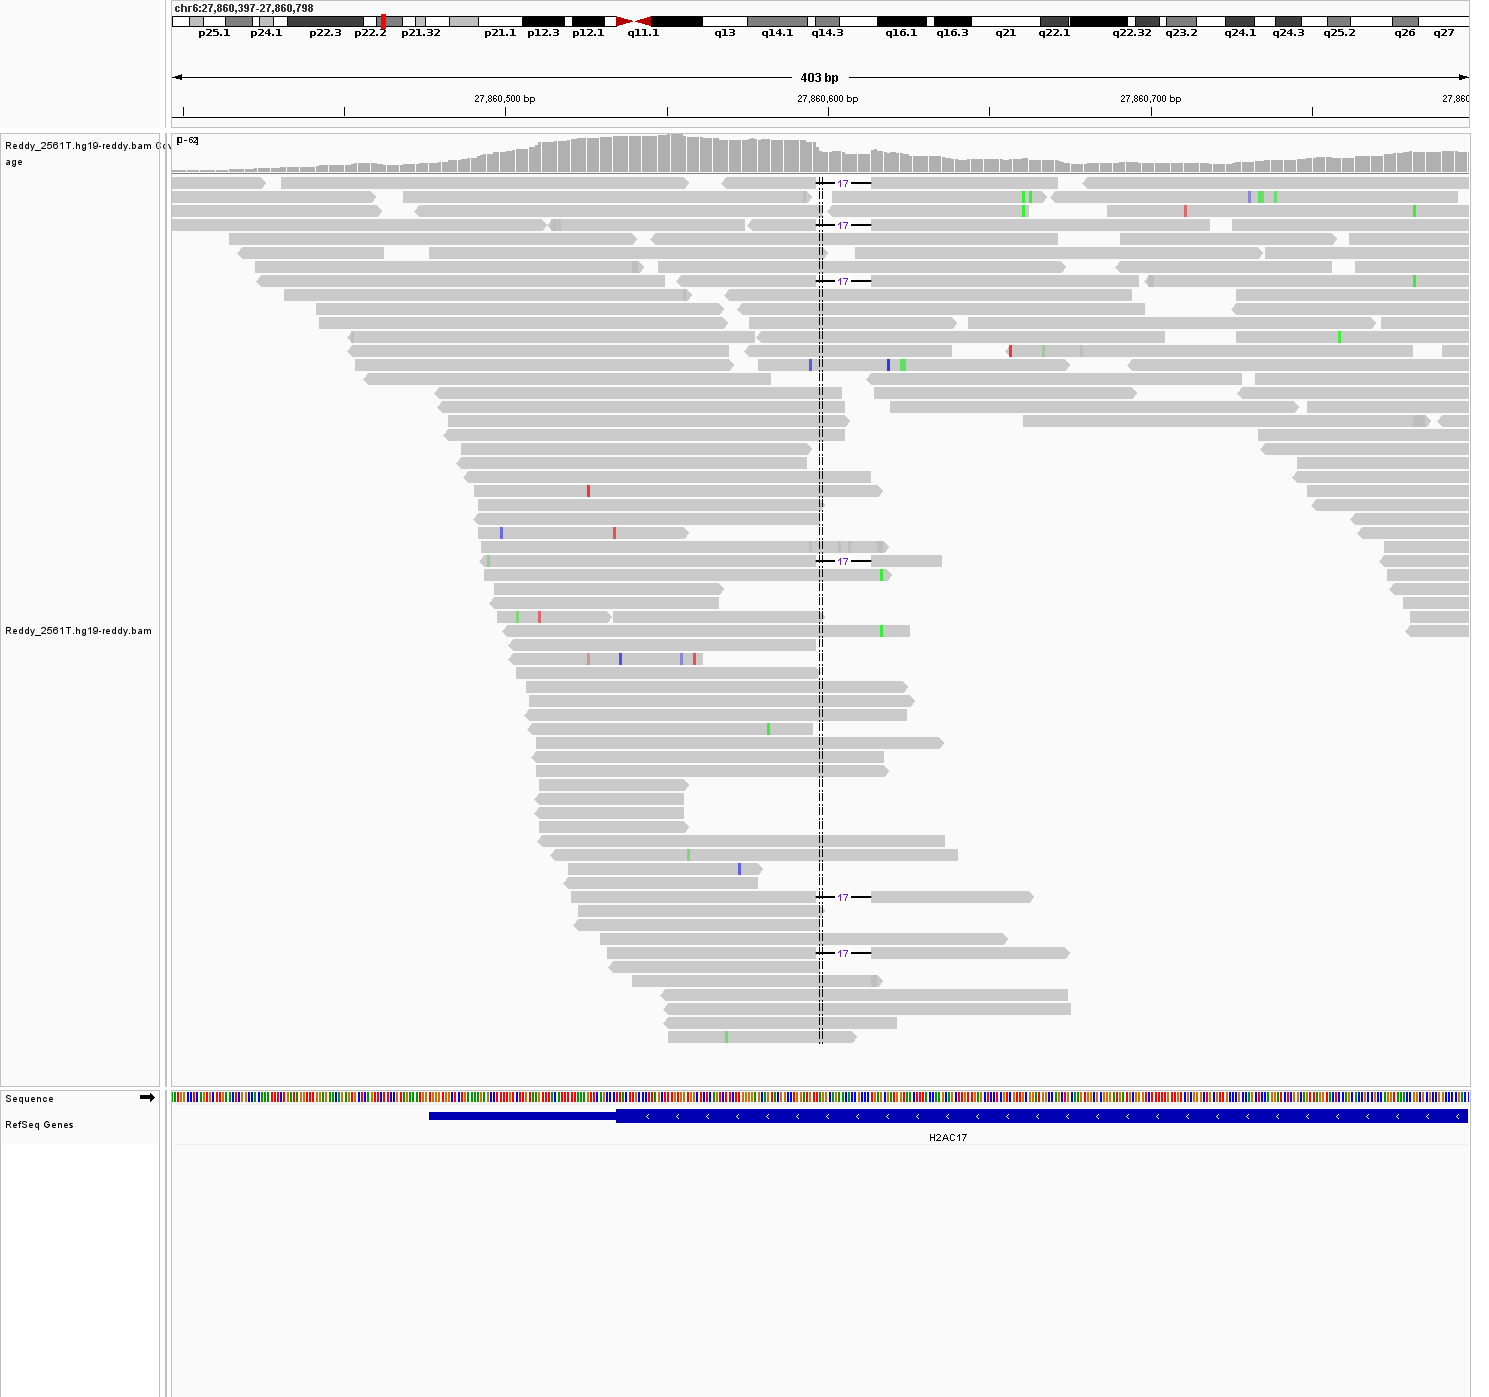 chr6:27,860,397-27,860,798
p25.1 p24.1 p22.3 p22.2 p21.32 p21.1 p12.3 p12.1 q11.1 q13 q14.1 q14.3 q16.1 q16.3 q21 q22.1 q22.32 q23.2 q24.1 q24.3 q25.2 q26 q27
403 bp
27,860,500 bp 27,860,600 bp 27,860,700 bp 27,860
Reddy_2561T.hg19-reddy.bam Cov
age
[0-62]
17
17
17
17
Reddy_2561T.hg19-reddy.bam
17
17
Sequence
RefSeq Genes
H2AC17